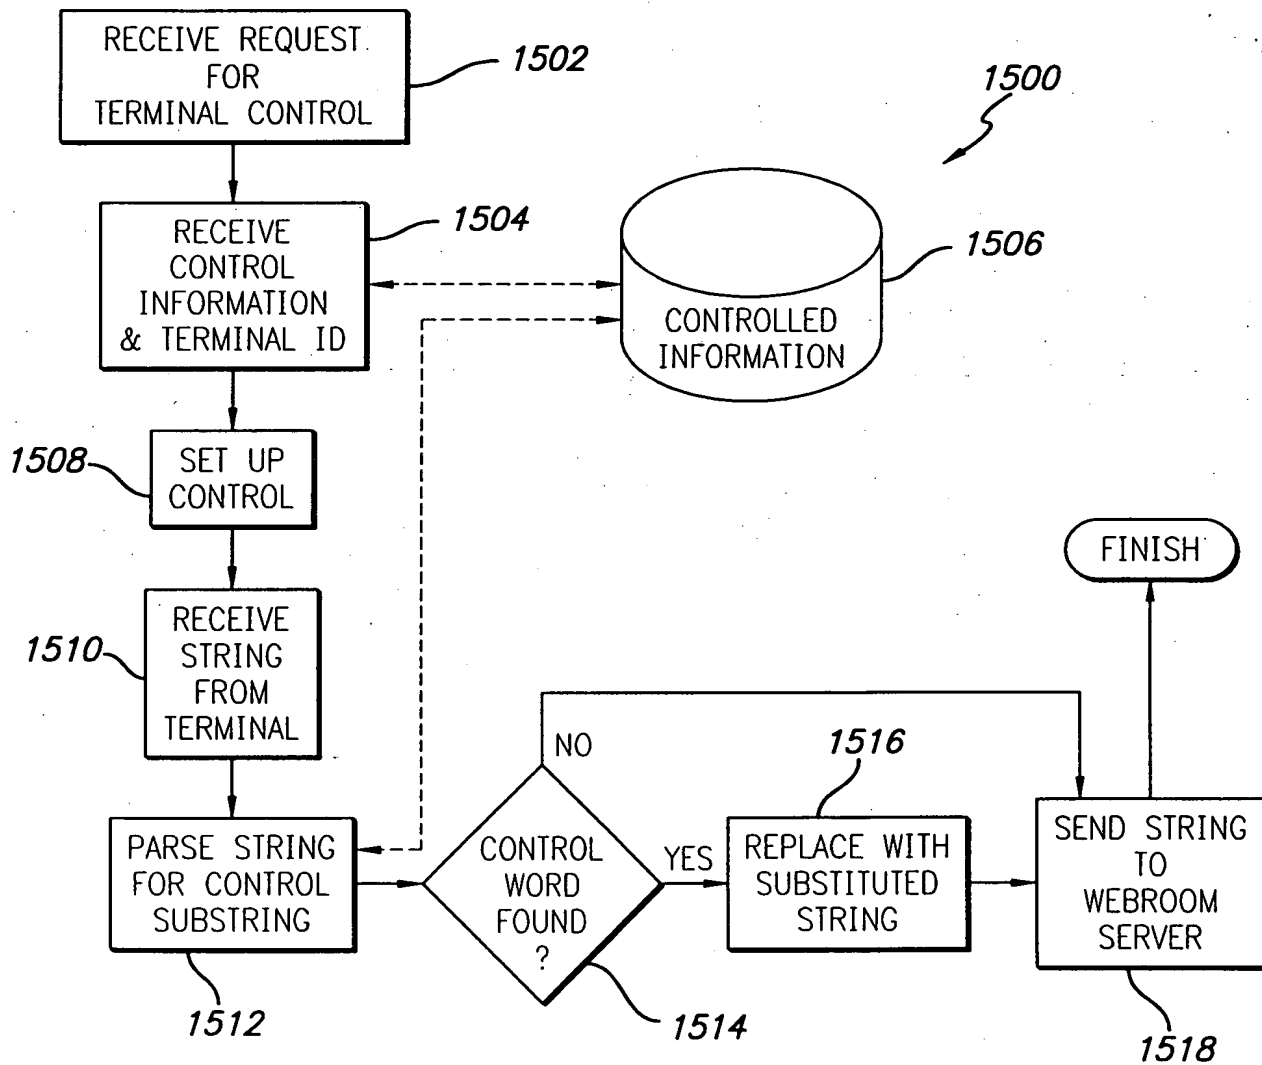 RECEIVE REQUEST
FOR
TERMINAL CONTROL
1502
1500
RECEIVE
CONTROL
INFORMATION
& TERMINAL ID
1504
CONTROLLED
INFORMATION
1506
SET UP
CONTROL
1508
FINISH
RECEIVE
STRING
FROM
TERMINAL
1510
PARSE STRING
FOR CONTROL
SUBSTRING
1512
CONTROL
WORD
FOUND
?
1514
NO
YES
REPLACE WITH
SUBSTITUTED
STRING
1516
SEND STRING
TO
WEBROOM
SERVER
1518